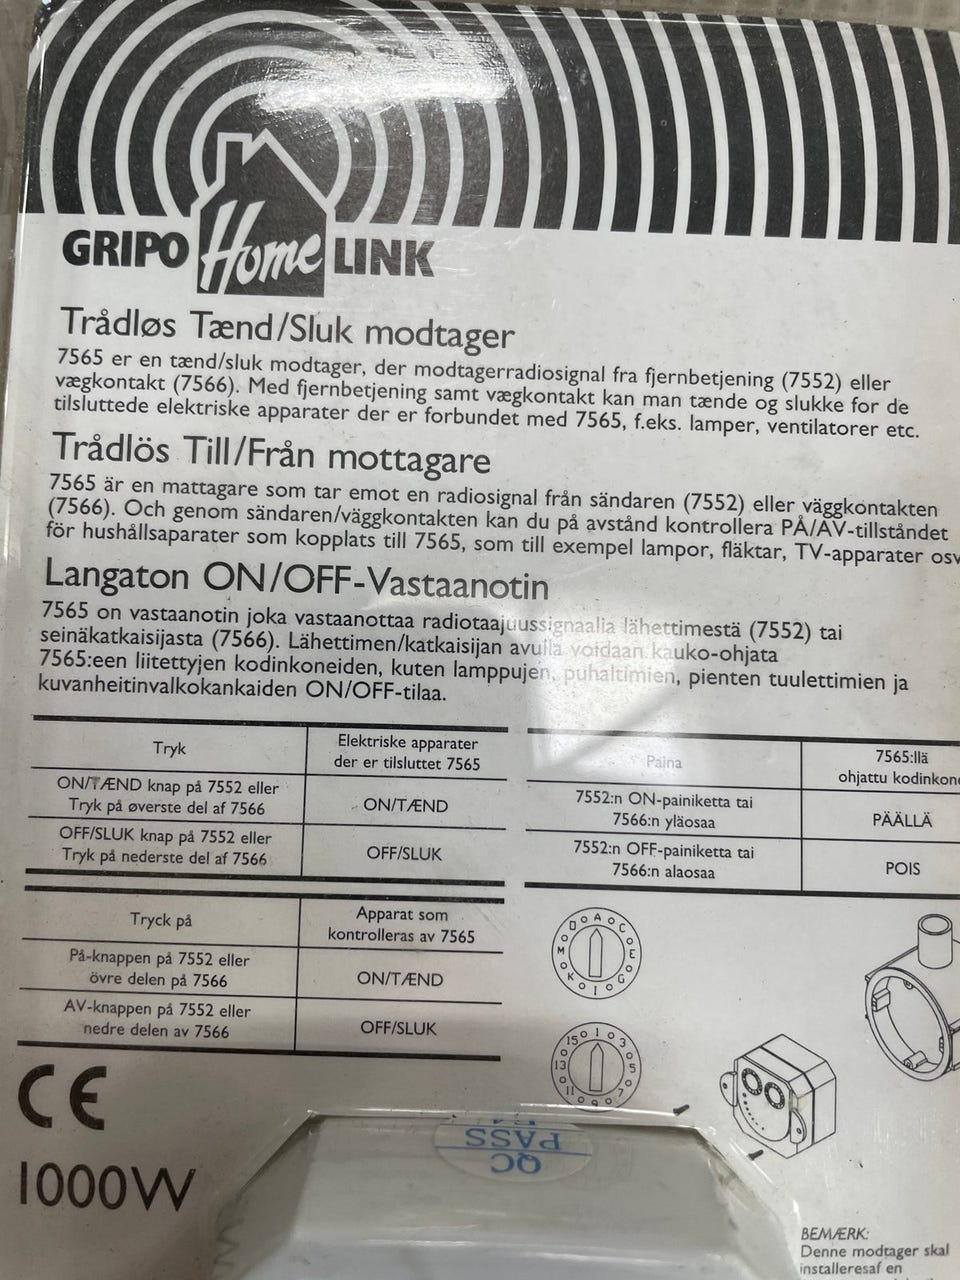 GRIPO Home LINK
Trådløs Tænd/Sluk modtager
7565 er en tænd/sluk modtager, der modtagerradiosignal fra fjernbetjening (7552) eller
vægkontakt (7566). Med fjernbetjening samt vægkontakt kan man tænde og slukke for de
tilsluttede elektriske apparater der er forbundet med 7565, f.eks. lamper, ventilatorer etc.
Trådlös Till/Från mottagare
7565 är en mattagare som tar emot en radiosignal från sändaren (7552) eller väggkontakten
(7566). Och genom sändaren/väggkontakten kan du på avstånd kontrollera PÅ/AV-tillståndet
för hushållsaparater som kopplats till 7565, som till exempel lampor, fläktar, TV-apparater osv
Langaton ON/OFF-Vastaanotin
7565 on vastaanotin joka vastaanottaa radiotaajuussignaalia lähettimestä (7552) tai
seinäkatkaisijasta (7566). Lähettimen/katkaisijan avulla voidaan kauko-ohjata
7565:een liitettyjen kodinkoneiden, kuten lamppujen, puhaltimien, pienten tuulettimien ja
kuvanheitinvalkokankaiden ON/OFF-tilaa.
Tryk
Elektriske apparater
der er tilsluttet 7565
ON/TÆND knap på 7552 eller
Tryk på øverste del af 7566
ON/TÆND
OFF/SLUK knap på 7552 eller
Tryk på nederste del af 7566
OFF/SLUK
Paina
7565:llä
ohjattu kodinkone
7552:n ON-painiketta tai
7566:n yläosaa
PÄÄLLÄ
7552:n OFF-painiketta tai
7566:n alaosaa
POIS
Tryck på
Apparat som
kontrolleras av 7565
På-knappen på 7552 eller
övre delen på 7566
ON/TÆND
AV-knappen på 7552 eller
nedre delen av 7566
OFF/SLUK
A C E G I K M O
1 3 5 7 9 11 13 15
CE
1000W
QC
PASS
BEMÆRK:
Denne modtager skal
installeresaf en